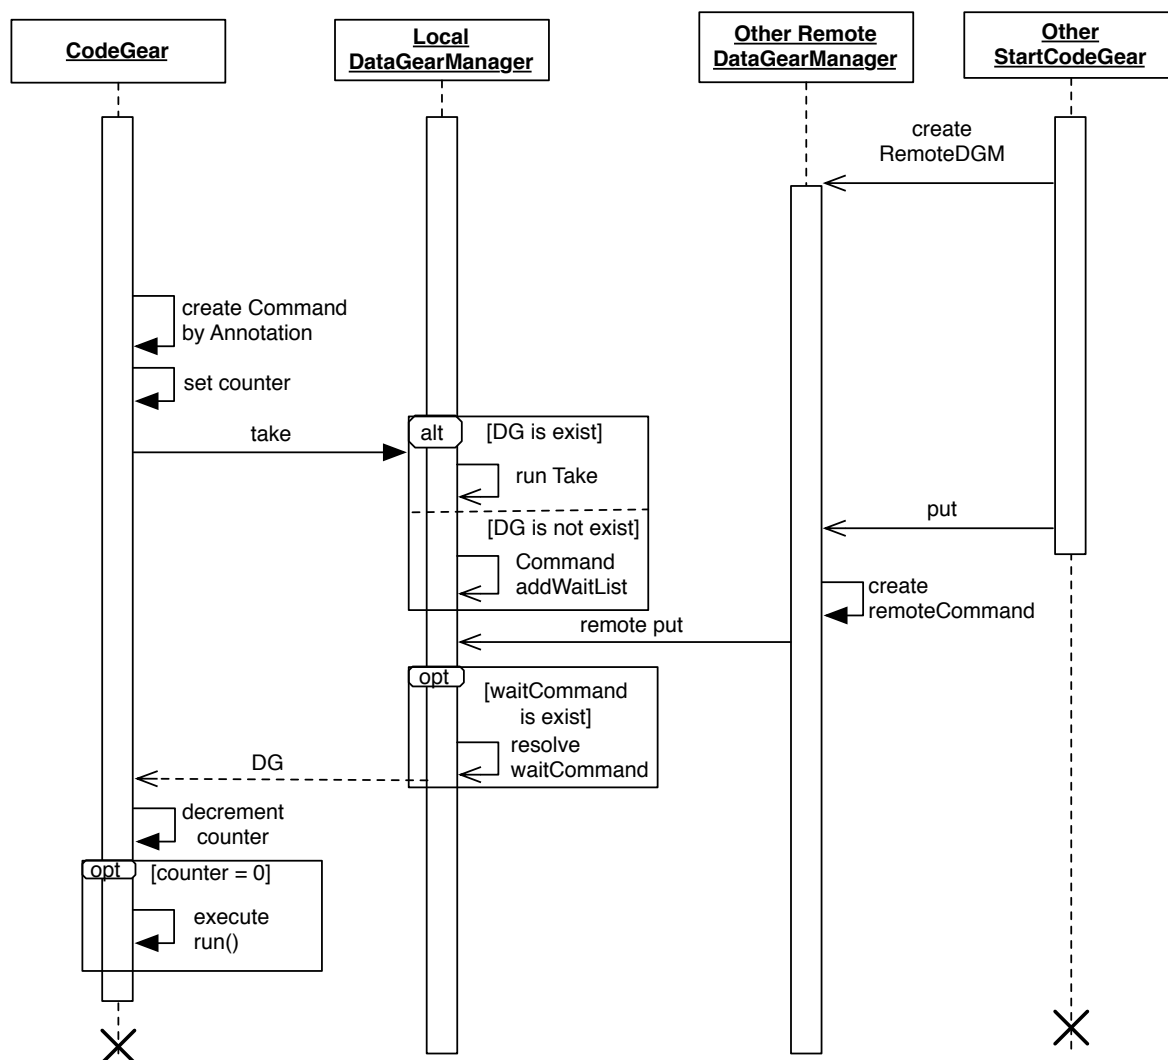 CodeGear
Local
DataGearManager
Other Remote
DataGearManager
Other
StartCodeGear
create
RemoteDGM
create Command
by Annotation
set counter
take
alt
[DG is exist]
run Take
[DG is not exist]
Command
addWaitList
put
create
remoteCommand
remote put
opt
[waitCommand
is exist]
resolve
waitCommand
DG
decrement
counter
opt
[counter = 0]
execute
run()